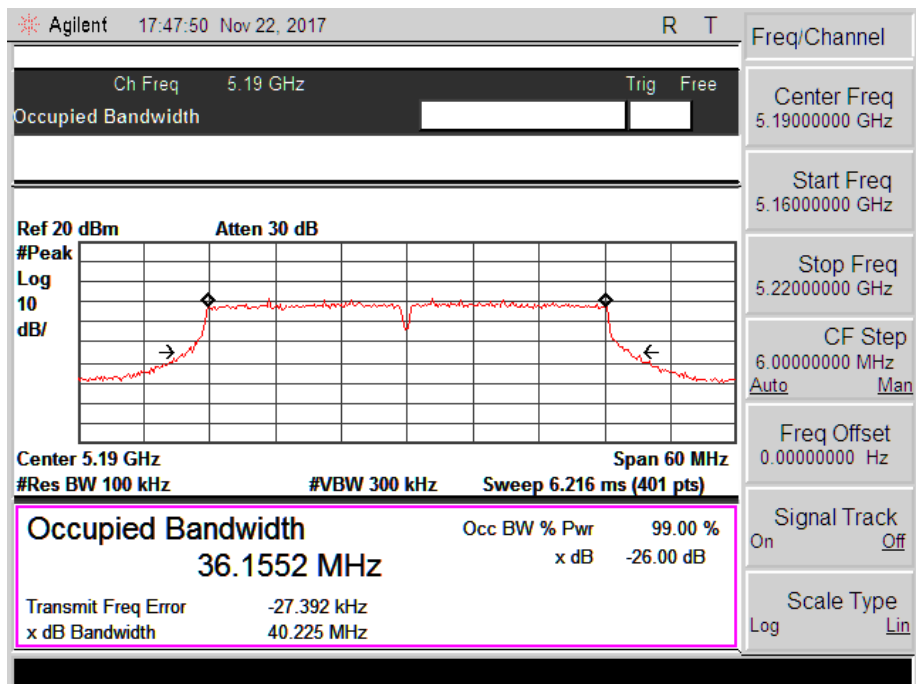 Agilent 17:47:50 Nov 22, 2017 R T
Ch Freq 5.19 GHz Trig Free
Occupied Bandwidth
Ref 20 dBm Atten 30 dB
#Peak
Log
10
dB/
Center 5.19 GHz Span 60 MHz
#Res BW 100 kHz #VBW 300 kHz Sweep 6.216 ms (401 pts)
Occupied Bandwidth Occ BW % Pwr 99.00 %
36.1552 MHz x dB -26.00 dB
Transmit Freq Error -27.392 kHz
x dB Bandwidth 40.225 MHz
Freq/Channel
Center Freq
5.19000000 GHz
Start Freq
5.16000000 GHz
Stop Freq
5.22000000 GHz
CF Step
6.00000000 MHz
Auto Man
Freq Offset
0.00000000 Hz
Signal Track
On Off
Scale Type
Log Lin